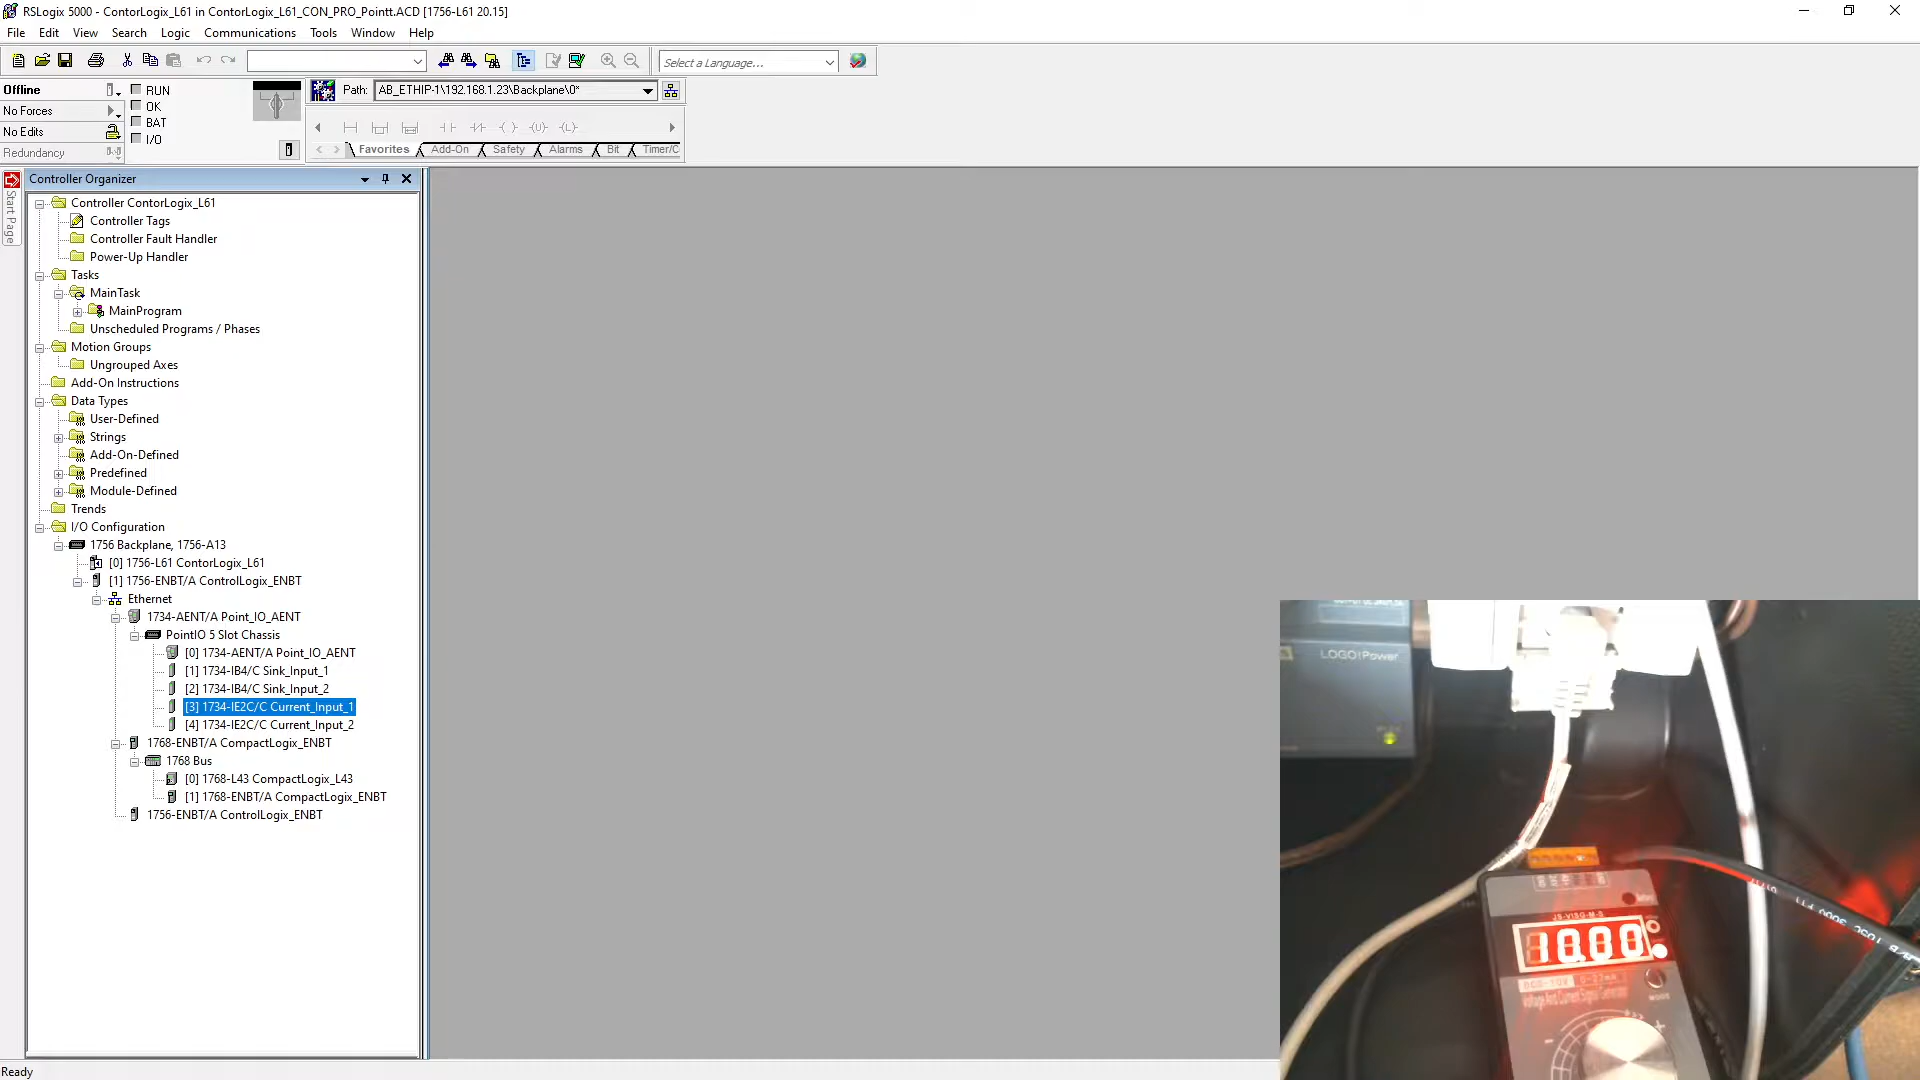 RSLogix 5000 - ContorLogix_L61 in ContorLogix_L61_CON_PRO_Pointt.ACD [1756-L61 20.15]
File Edit View Search Logic Communications Tools Window Help
Select a Language...
Offline
RUN
Path: AB_ETHIP-1\192.168.1.23\Backplane\0*
No Forces
OK
No Edits
BAT
I/O
Redundancy
Favorites Add-On Safety Alarms Bit Timer/C
Start Page
Controller Organizer
Controller ContorLogix_L61
Controller Tags
Controller Fault Handler
Power-Up Handler
Tasks
MainTask
MainProgram
Unscheduled Programs / Phases
Motion Groups
Ungrouped Axes
Add-On Instructions
Data Types
User-Defined
Strings
Add-On-Defined
Predefined
Module-Defined
Trends
I/O Configuration
1756 Backplane, 1756-A13
[0] 1756-L61 ContorLogix_L61
[1] 1756-ENBT/A ControlLogix_ENBT
Ethernet
1734-AENT/A Point_IO_AENT
PointIO 5 Slot Chassis
[0] 1734-AENT/A Point_IO_AENT
[1] 1734-IB4/C Sink_Input_1
[2] 1734-IB4/C Sink_Input_2
[3] 1734-IE2C/C Current_Input_1
[4] 1734-IE2C/C Current_Input_2
1768-ENBT/A CompactLogix_ENBT
1768 Bus
[0] 1768-L43 CompactLogix_L43
[1] 1768-ENBT/A CompactLogix_ENBT
1756-ENBT/A ControlLogix_ENBT
Ready
LOGO!Power
10.00
Voltage And Current Signal Generator